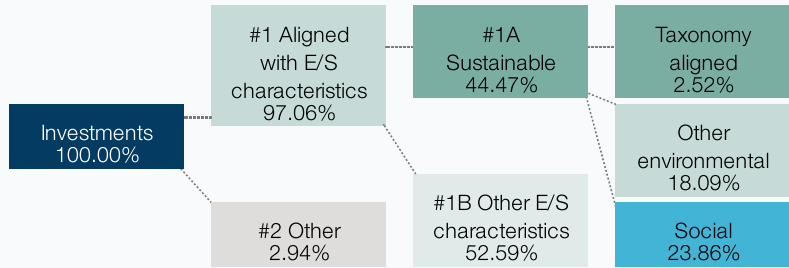 Investments
100.00%
#1 Aligned
with E/S
characteristics
97.06%
#2 Other
2.94%
#1A
Sustainable
44.47%
#1B Other E/S
characteristics
52.59%
Taxonomy
aligned
2.52%
Other
environmental
18.09%
Social
23.86%